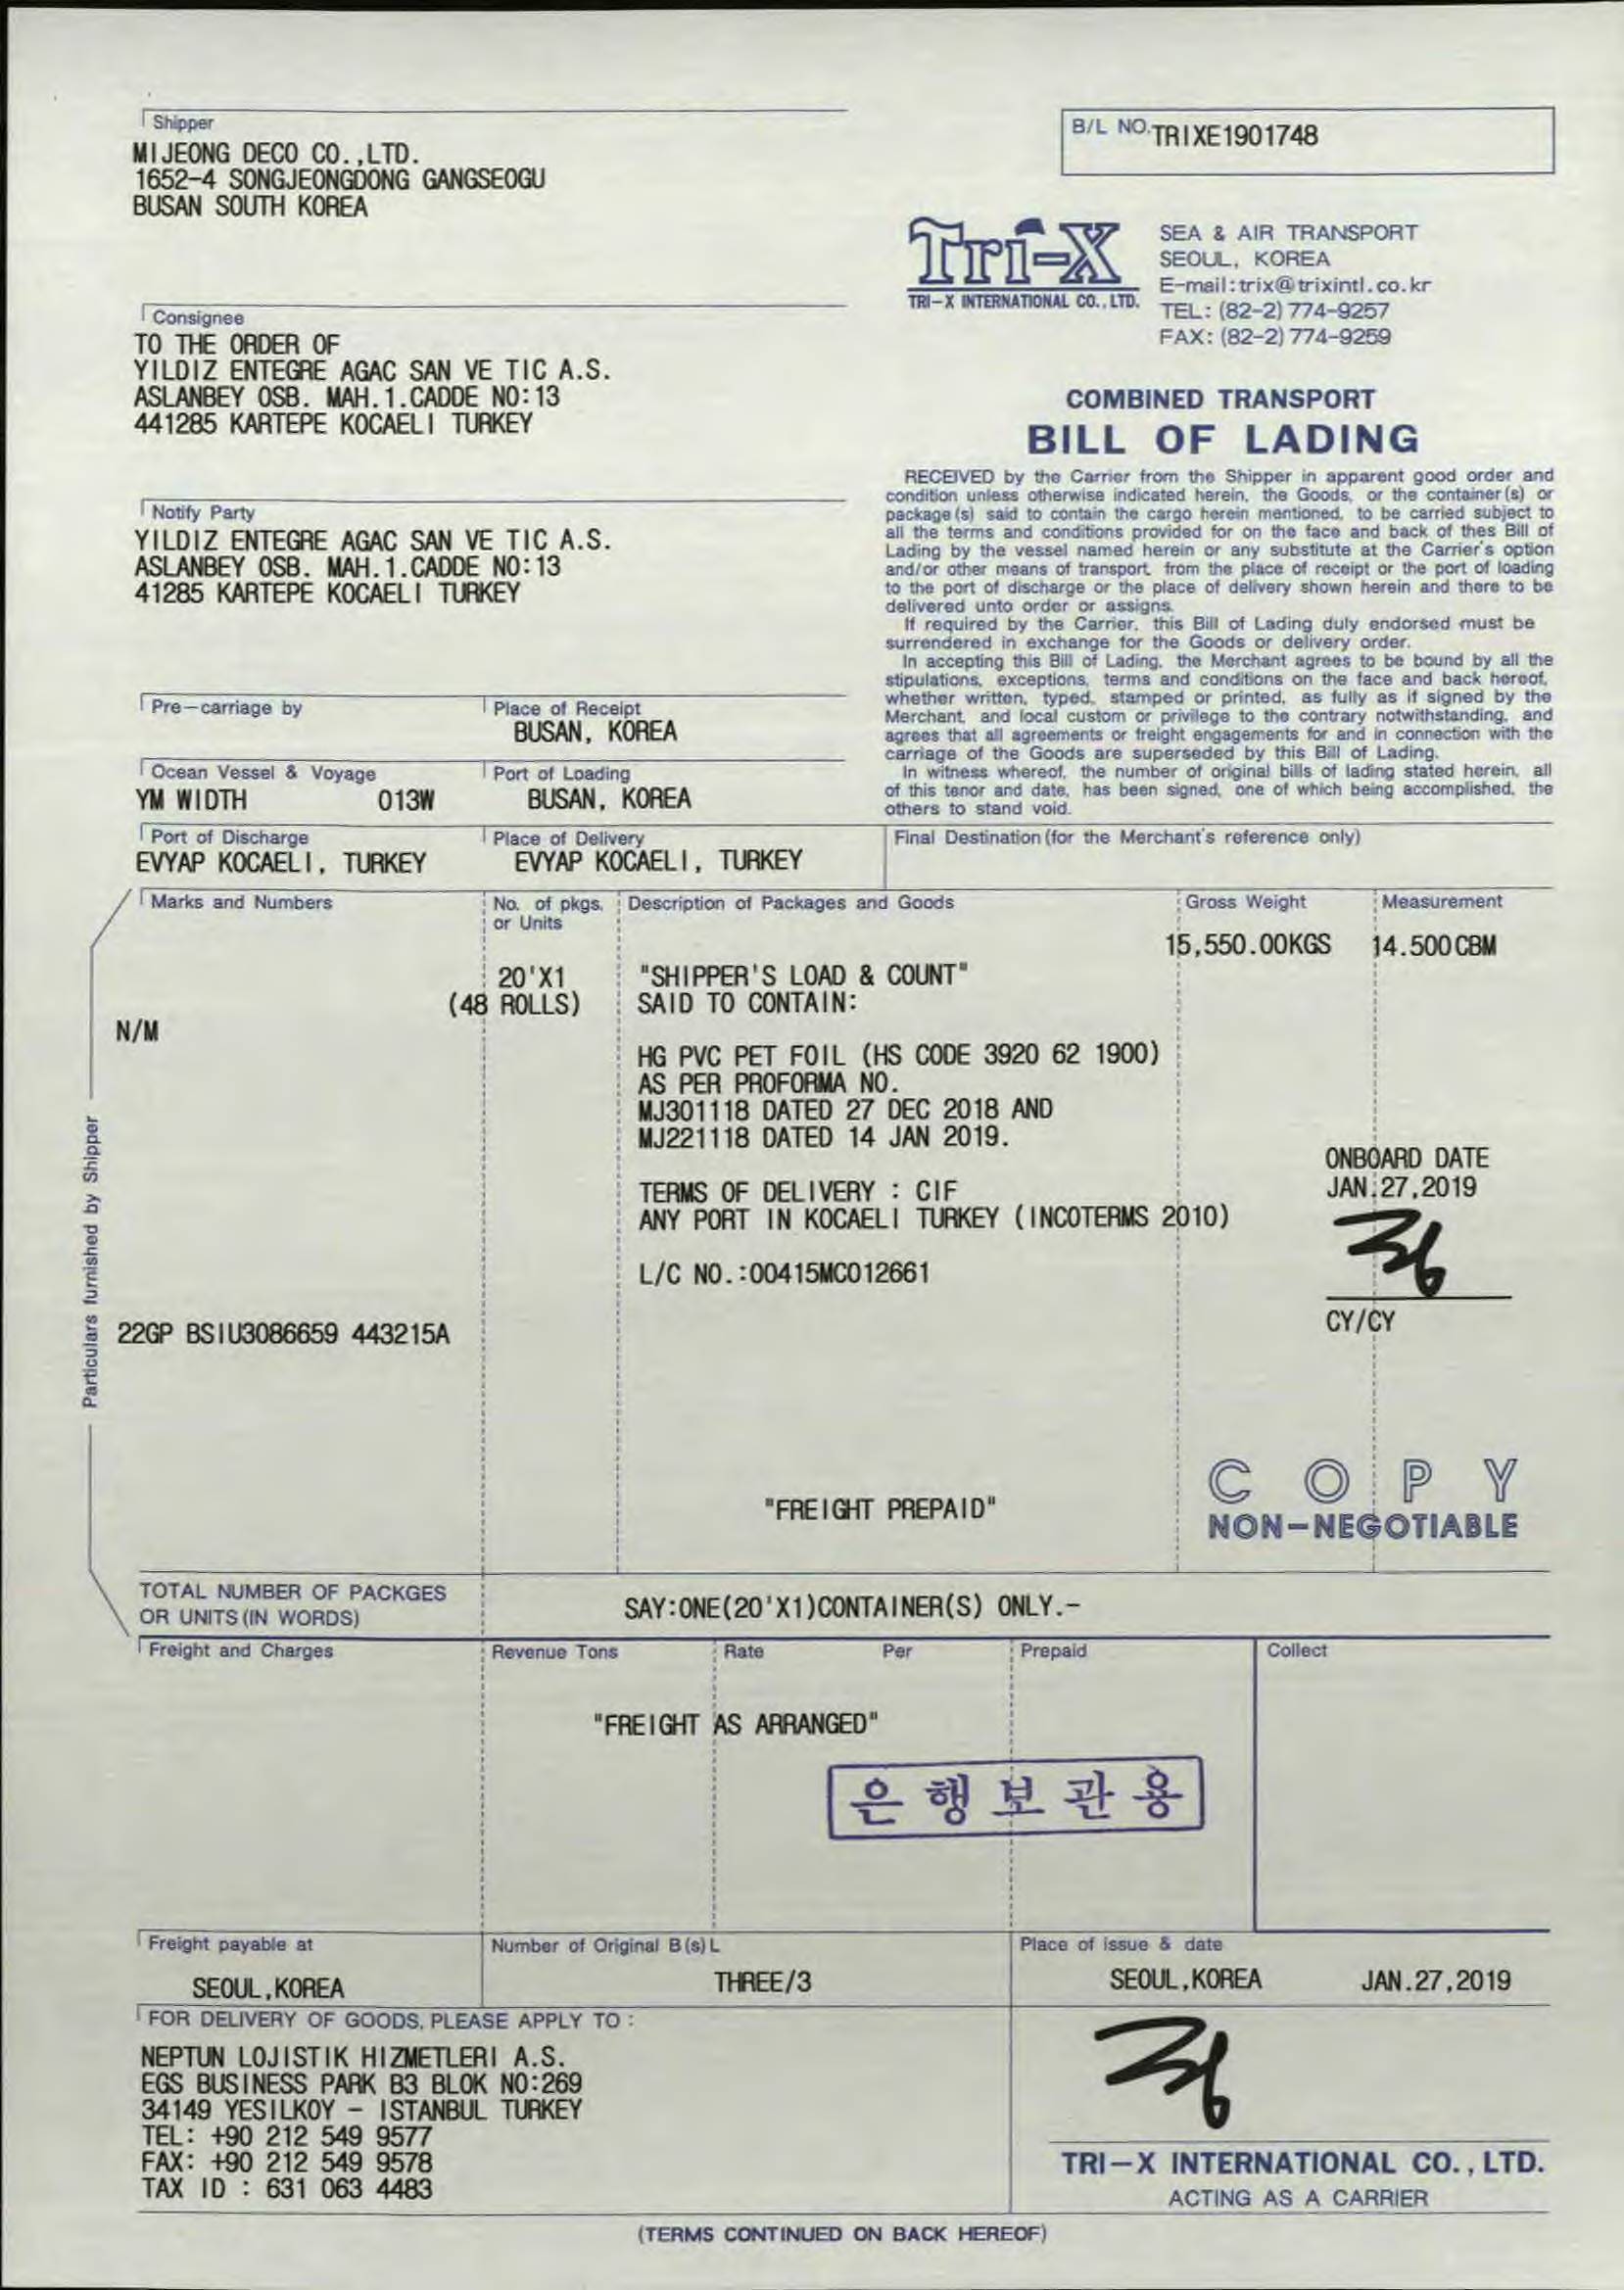 Shipper
MIJEONG DECO CO.,LTD.
1652-4 SONGJEONGDONG GANGSEOGU
BUSAN SOUTH KOREA
B/L NO. TRIXE1901748
Tri-X
TRI-X INTERNATIONAL CO., LTD.
SEA & AIR TRANSPORT
SEOUL, KOREA
E-mail:trix@trixintl.co.kr
TEL: (82-2) 774-9257
FAX: (82-2) 774-9259
Consignee
TO THE ORDER OF
YILDIZ ENTEGRE AGAC SAN VE TIC A.S.
ASLANBEY OSB. MAH.1.CADDE NO:13
441285 KARTEPE KOCAELI TURKEY
COMBINED TRANSPORT
BILL OF LADING
RECEIVED by the Carrier from the Shipper in apparent good order and
condition unless otherwise indicated herein, the Goods, or the container(s) or
package(s) said to contain the cargo herein mentioned, to be carried subject to
all the terms and conditions provided for on the face and back of thes Bill of
Lading by the vessel named herein or any substitute at the Carrier's option
and/or other means of transport, from the place of receipt or the port of loading
to the port of discharge or the place of delivery shown herein and there to be
delivered unto order or assigns.
If required by the Carrier, this Bill of Lading duly endorsed must be
surrendered in exchange for the Goods or delivery order.
In accepting this Bill of Lading, the Merchant agrees to be bound by all the
stipulations, exceptions, terms and conditions on the face and back hereof,
whether written, typed, stamped or printed, as fully as if signed by the
Merchant, and local custom or privilege to the contrary notwithstanding, and
agrees that all agreements or freight engagements for and in connection with the
carriage of the Goods are superseded by this Bill of Lading.
In witness whereof, the number of original bills of lading stated herein, all
of this tenor and date, has been signed, one of which being accomplished, the
others to stand void.
Notify Party
YILDIZ ENTEGRE AGAC SAN VE TIC A.S.
ASLANBEY OSB. MAH.1.CADDE NO:13
41285 KARTEPE KOCAELI TURKEY
Pre-carriage by
Place of Receipt
BUSAN, KOREA
Ocean Vessel & Voyage
YM WIDTH 013W
Port of Loading
BUSAN, KOREA
Port of Discharge
EVYAP KOCAELI, TURKEY
Place of Delivery
EVYAP KOCAELI, TURKEY
Final Destination (for the Merchant's reference only)
Marks and Numbers
No. of pkgs.
or Units
Description of Packages and Goods
Gross Weight
Measurement
15,550.00KGS 14.500CBM
20'X1
(48 ROLLS)
"SHIPPER'S LOAD & COUNT"
SAID TO CONTAIN:
N/M
HG PVC PET FOIL (HS CODE 3920 62 1900)
AS PER PROFORMA NO.
MJ301118 DATED 27 DEC 2018 AND
MJ221118 DATED 14 JAN 2019.
TERMS OF DELIVERY : CIF
ANY PORT IN KOCAELI TURKEY (INCOTERMS 2010)
L/C NO.:00415MC012661
ONBOARD DATE
JAN.27,2019
CY/CY
22GP BSIU3086659 443215A
Particulars furnished by Shipper
"FREIGHT PREPAID"
COPY
NON-NEGOTIABLE
TOTAL NUMBER OF PACKGES
OR UNITS (IN WORDS)
SAY:ONE(20'X1)CONTAINER(S) ONLY.-
Freight and Charges
Revenue Tons
Rate
Per
Prepaid
Collect
"FREIGHT AS ARRANGED"
은행보관용
Freight payable at
SEOUL,KOREA
Number of Original B(s)L
THREE/3
Place of issue & date
SEOUL,KOREA JAN.27,2019
FOR DELIVERY OF GOODS, PLEASE APPLY TO :
NEPTUN LOJISTIK HIZMETLERI A.S.
EGS BUSINESS PARK B3 BLOK NO:269
34149 YESILKOY - ISTANBUL TURKEY
TEL: +90 212 549 9577
FAX: +90 212 549 9578
TAX ID : 631 063 4483
TRI-X INTERNATIONAL CO., LTD.
ACTING AS A CARRIER
(TERMS CONTINUED ON BACK HEREOF)